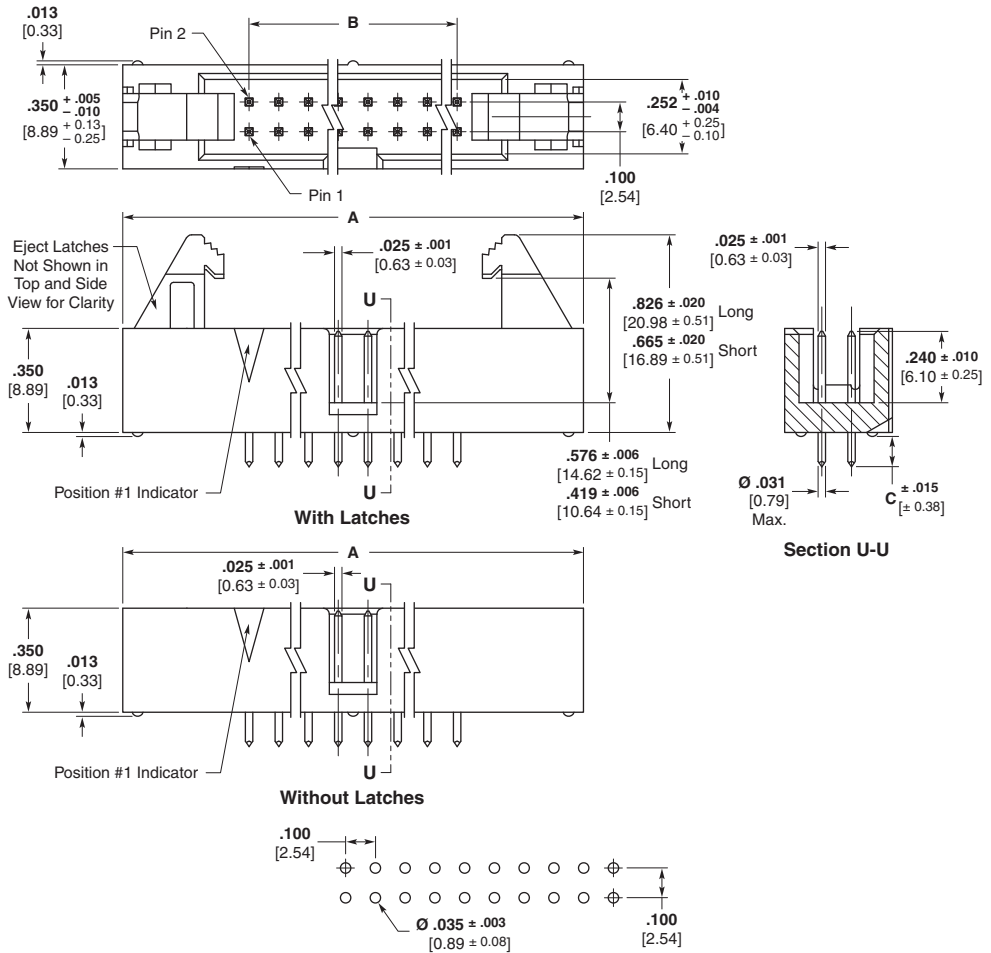 .013
[0.33]
Pin 2
B
.350 + .005 - .010
[8.89 + 0.13 - 0.25]
.252 + .010 - .004
[6.40 + 0.25 - 0.10]
.100
[2.54]
Pin 1
A
Eject Latches
Not Shown in
Top and Side
View for Clarity
.025 ± .001
[0.63 ± 0.03]
U
.826 ± .020
[20.98 ± 0.51] Long
.665 ± .020
[16.89 ± 0.51] Short
.025 ± .001
[0.63 ± 0.03]
.350
[8.89]
.013
[0.33]
.240 ± .010
[6.10 ± 0.25]
.576 ± .006
[14.62 ± 0.15] Long
.419 ± .006
[10.64 ± 0.15] Short
Position #1 Indicator
U
With Latches
Ø .031
[0.79]
Max.
C ± .015
[± 0.38]
Section U-U
A
.025 ± .001
[0.63 ± 0.03]
U
.350
[8.89]
.013
[0.33]
Position #1 Indicator
U
Without Latches
.100
[2.54]
Ø .035 ± .003
[0.89 ± 0.08]
.100
[2.54]